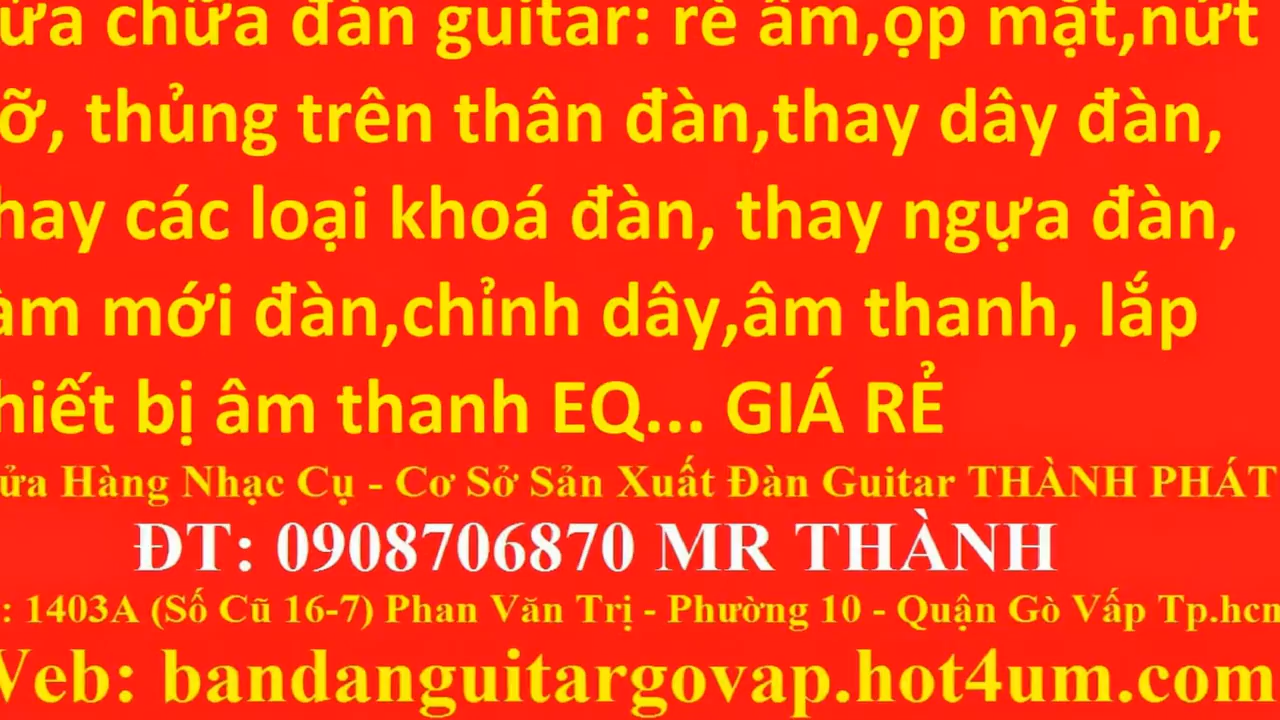 ửa chữa đàn guitar: rè âm,ọp mặt,nứt
ỡ, thủng trên thân đàn,thay dây đàn,
hay các loại khoá đàn, thay ngựa đàn,
àm mới đàn,chỉnh dây,âm thanh, lắp
hiết bị âm thanh EQ... GIÁ RẺ
ửa Hàng Nhạc Cụ - Cơ Sở Sản Xuất Đàn Guitar THÀNH PHÁT
ĐT: 0908706870 MR THÀNH
: 1403A (Số Cũ 16-7) Phan Văn Trị - Phường 10 - Quận Gò Vấp Tp.hcm
Web: bandanguitargovap.hot4um.com